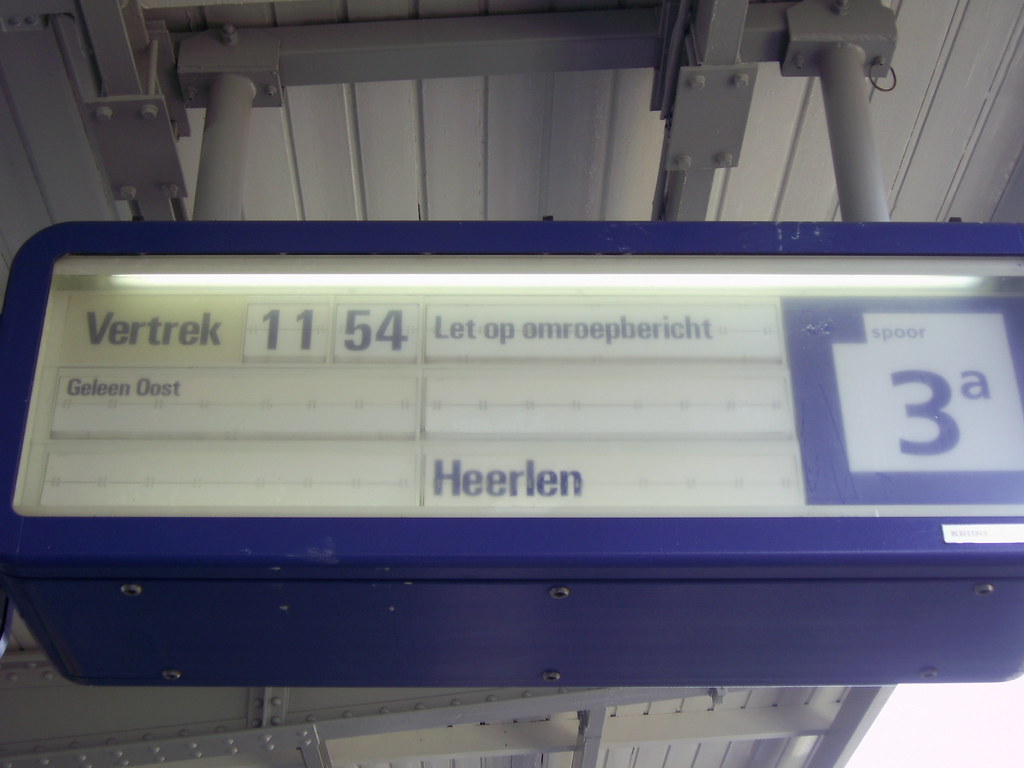 Vertrek 11 54 Let op omroepbericht
spoor
3a
Geleen Oost
Heerlen